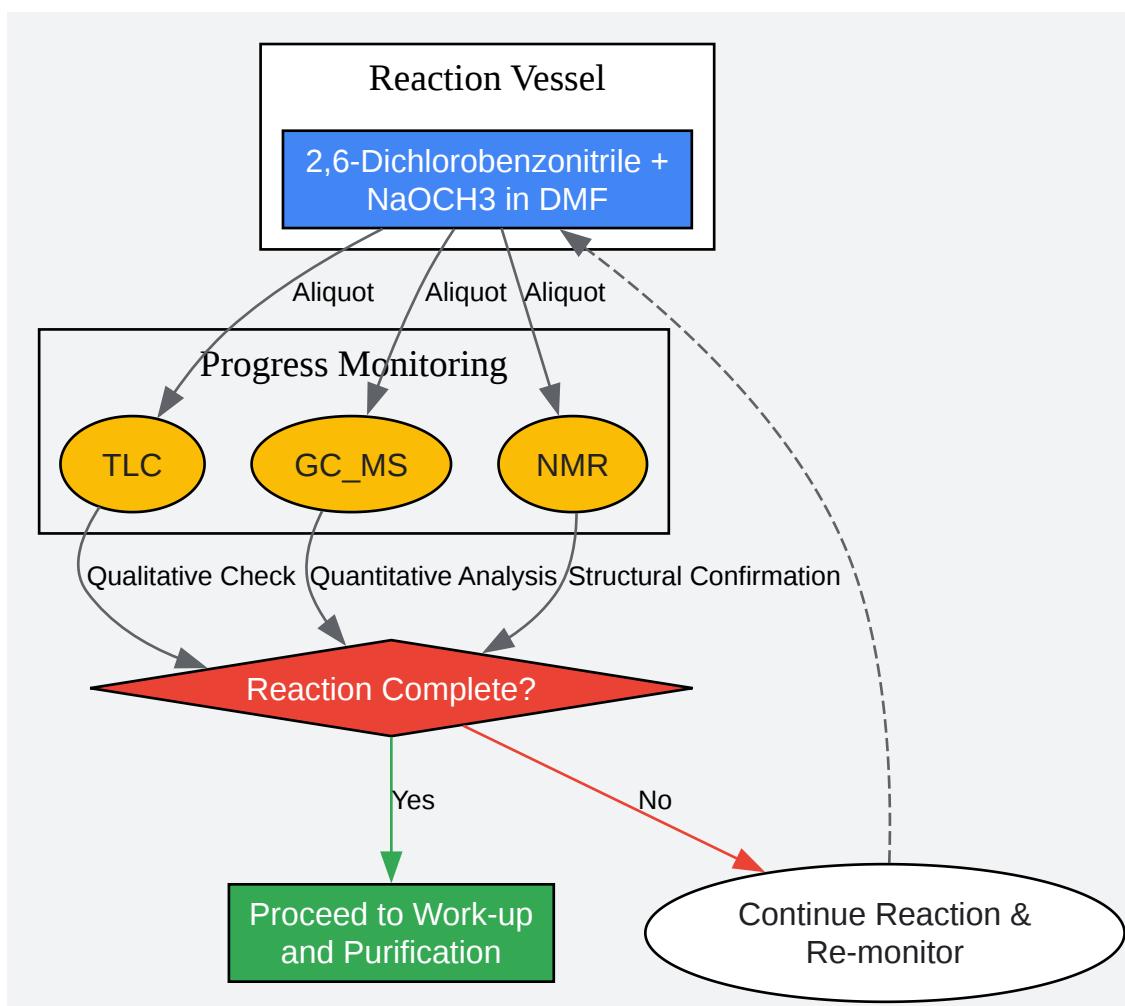 Reaction Vessel
2,6-Dichlorobenzonitrile +
NaOCH3 in DMF
Aliquot
Aliquot
Aliquot
Progress Monitoring
TLC
GC_MS
NMR
Qualitative Check
Quantitative Analysis
Structural Confirmation
Reaction Complete?
Yes
No
Proceed to Work-up
and Purification
Continue Reaction &
Re-monitor